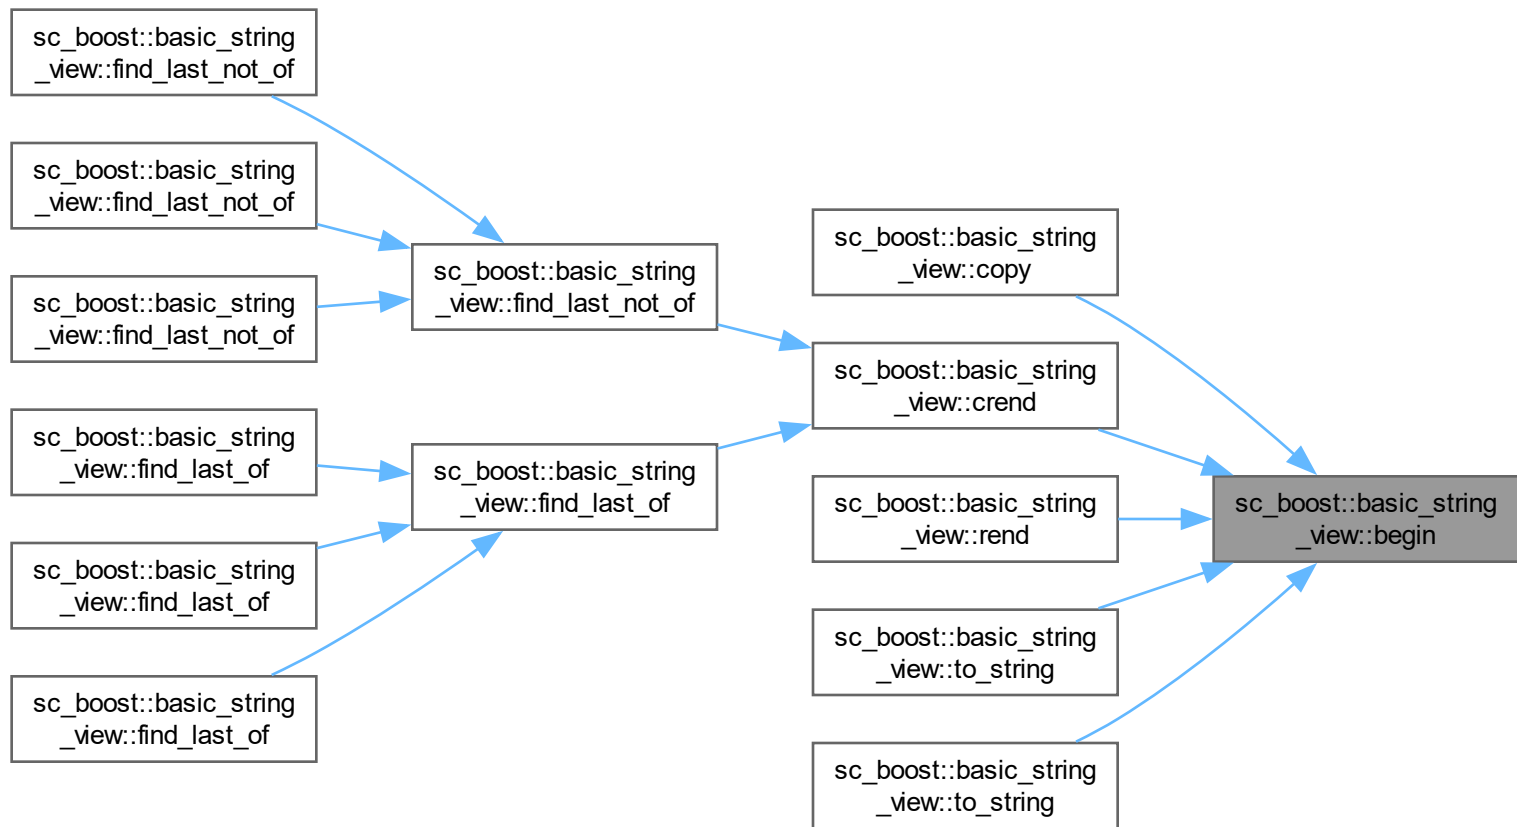 sc_boost::basic_string
_view::find_last_not_of
sc_boost::basic_string
_view::find_last_not_of
sc_boost::basic_string
_view::find_last_not_of
sc_boost::basic_string
_view::find_last_of
sc_boost::basic_string
_view::find_last_of
sc_boost::basic_string
_view::find_last_of
sc_boost::basic_string
_view::find_last_not_of
sc_boost::basic_string
_view::find_last_of
sc_boost::basic_string
_view::copy
sc_boost::basic_string
_view::crend
sc_boost::basic_string
_view::rend
sc_boost::basic_string
_view::to_string
sc_boost::basic_string
_view::to_string
sc_boost::basic_string
_view::begin